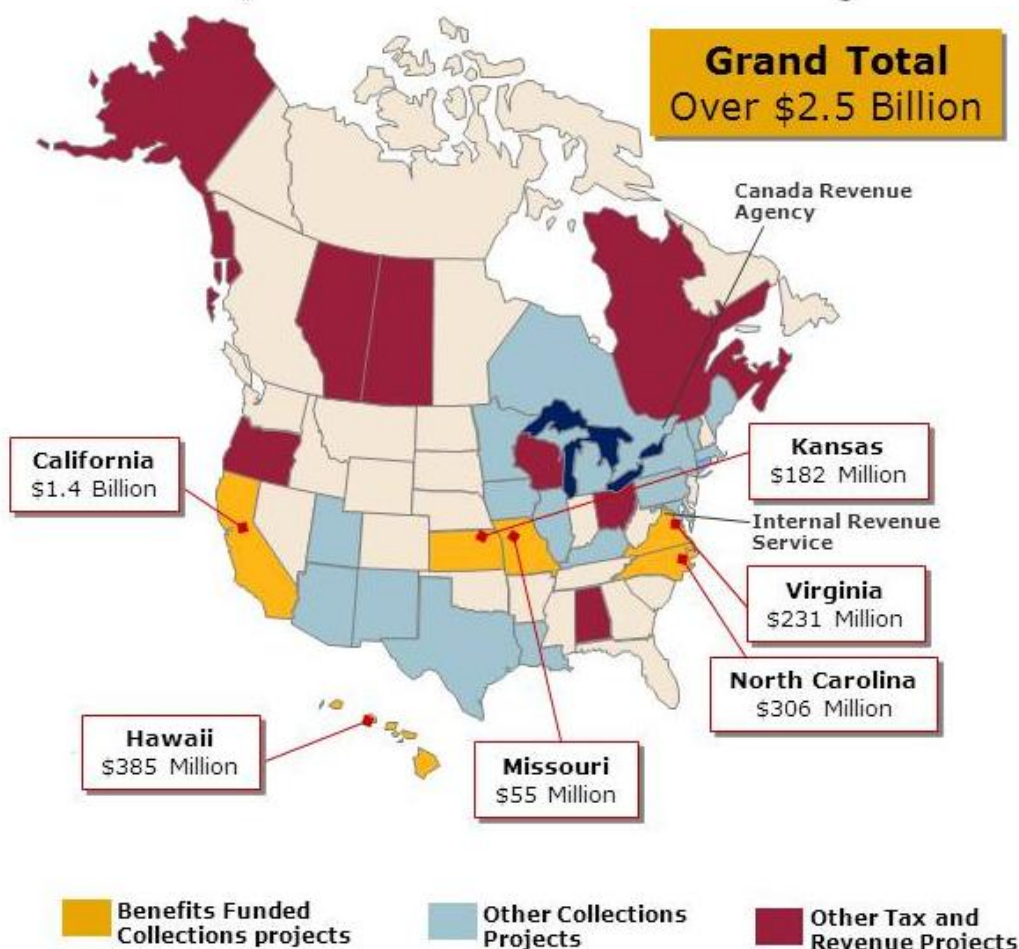 Grand Total
Over $2.5 Billion
Canada Revenue
Agency
California
$1.4 Billion
Kansas
$182 Million
Internal Revenue
Service
Virginia
$231 Million
North Carolina
$306 Million
Hawaii
$385 Million
Missouri
$55 Million
Benefits Funded
Collections projects
Other Collections
Projects
Other Tax and
Revenue Projects